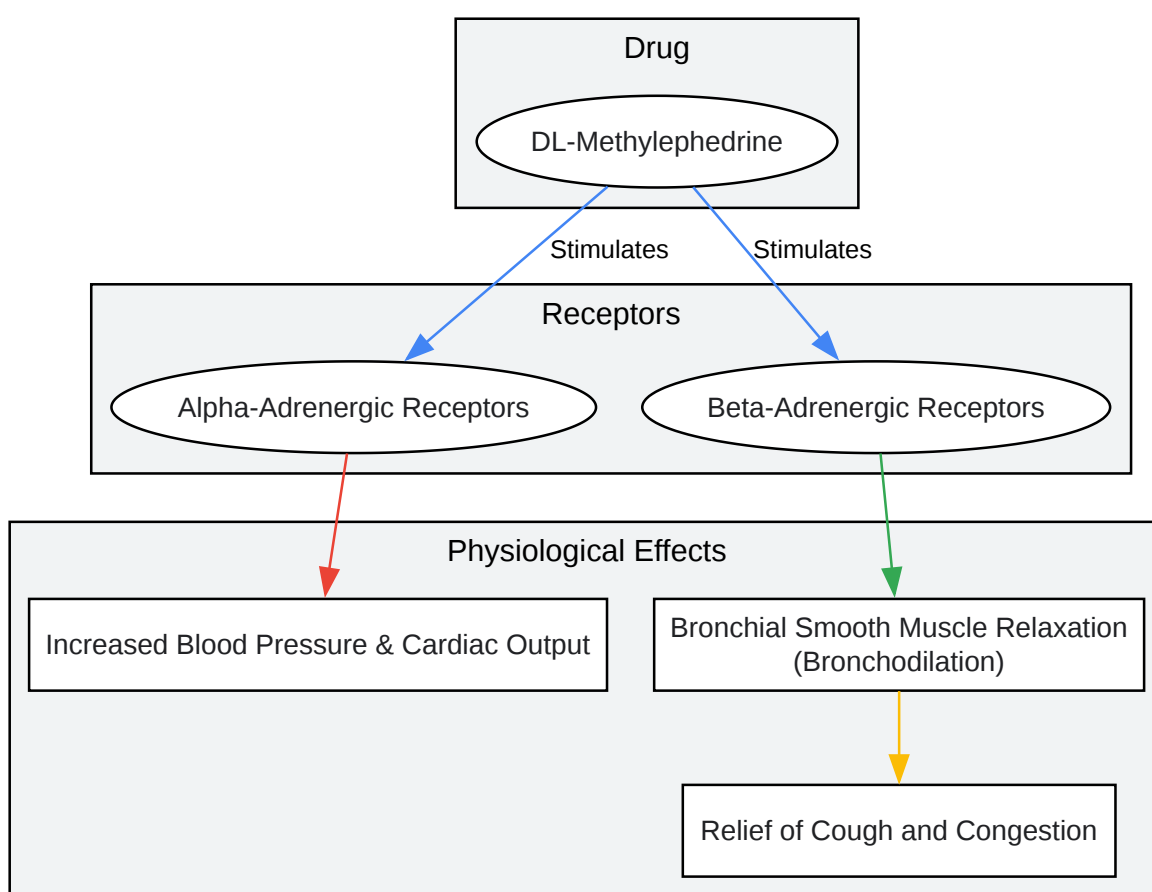 Drug
DL-Methylephedrine
Stimulates
Stimulates
Receptors
Alpha-Adrenergic Receptors
Beta-Adrenergic Receptors
Physiological Effects
Increased Blood Pressure & Cardiac Output
Bronchial Smooth Muscle Relaxation
(Bronchodilation)
Relief of Cough and Congestion